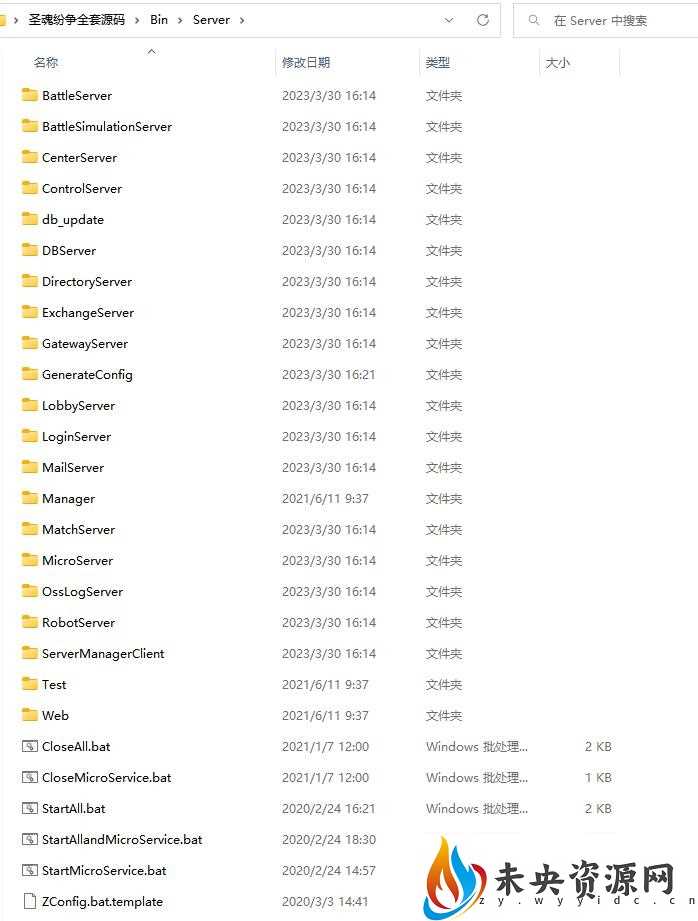 圣魂纷争全套源码 › Bin › Server › 在 Server 中搜索
名称 修改日期 类型 大小
BattleServer 2023/3/30 16:14 文件夹
BattleSimulationServer 2023/3/30 16:14 文件夹
CenterServer 2023/3/30 16:14 文件夹
ControlServer 2023/3/30 16:14 文件夹
db_update 2023/3/30 16:14 文件夹
DBServer 2023/3/30 16:14 文件夹
DirectoryServer 2023/3/30 16:14 文件夹
ExchangeServer 2023/3/30 16:14 文件夹
GatewayServer 2023/3/30 16:14 文件夹
GenerateConfig 2023/3/30 16:21 文件夹
LobbyServer 2023/3/30 16:14 文件夹
LoginServer 2023/3/30 16:14 文件夹
MailServer 2023/3/30 16:14 文件夹
Manager 2021/6/11 9:37 文件夹
MatchServer 2023/3/30 16:14 文件夹
MicroServer 2023/3/30 16:14 文件夹
OssLogServer 2023/3/30 16:14 文件夹
RobotServer 2023/3/30 16:14 文件夹
ServerManagerClient 2023/3/30 16:14 文件夹
Test 2021/6/11 9:37 文件夹
Web 2021/6/11 9:37 文件夹
CloseAll.bat 2021/1/7 12:00 Windows 批处理... 2 KB
CloseMicroService.bat 2021/1/7 12:00 Windows 批处理... 1 KB
StartAll.bat 2020/2/24 16:21 Windows 批处理... 2 KB
StartAllandMicroService.bat 2020/2/24 18:30
StartMicroService.bat 2020/2/24 14:57
未央资源网
ZConfig.bat.template 2020/3/3 14:41
zy.wyyidc.cn